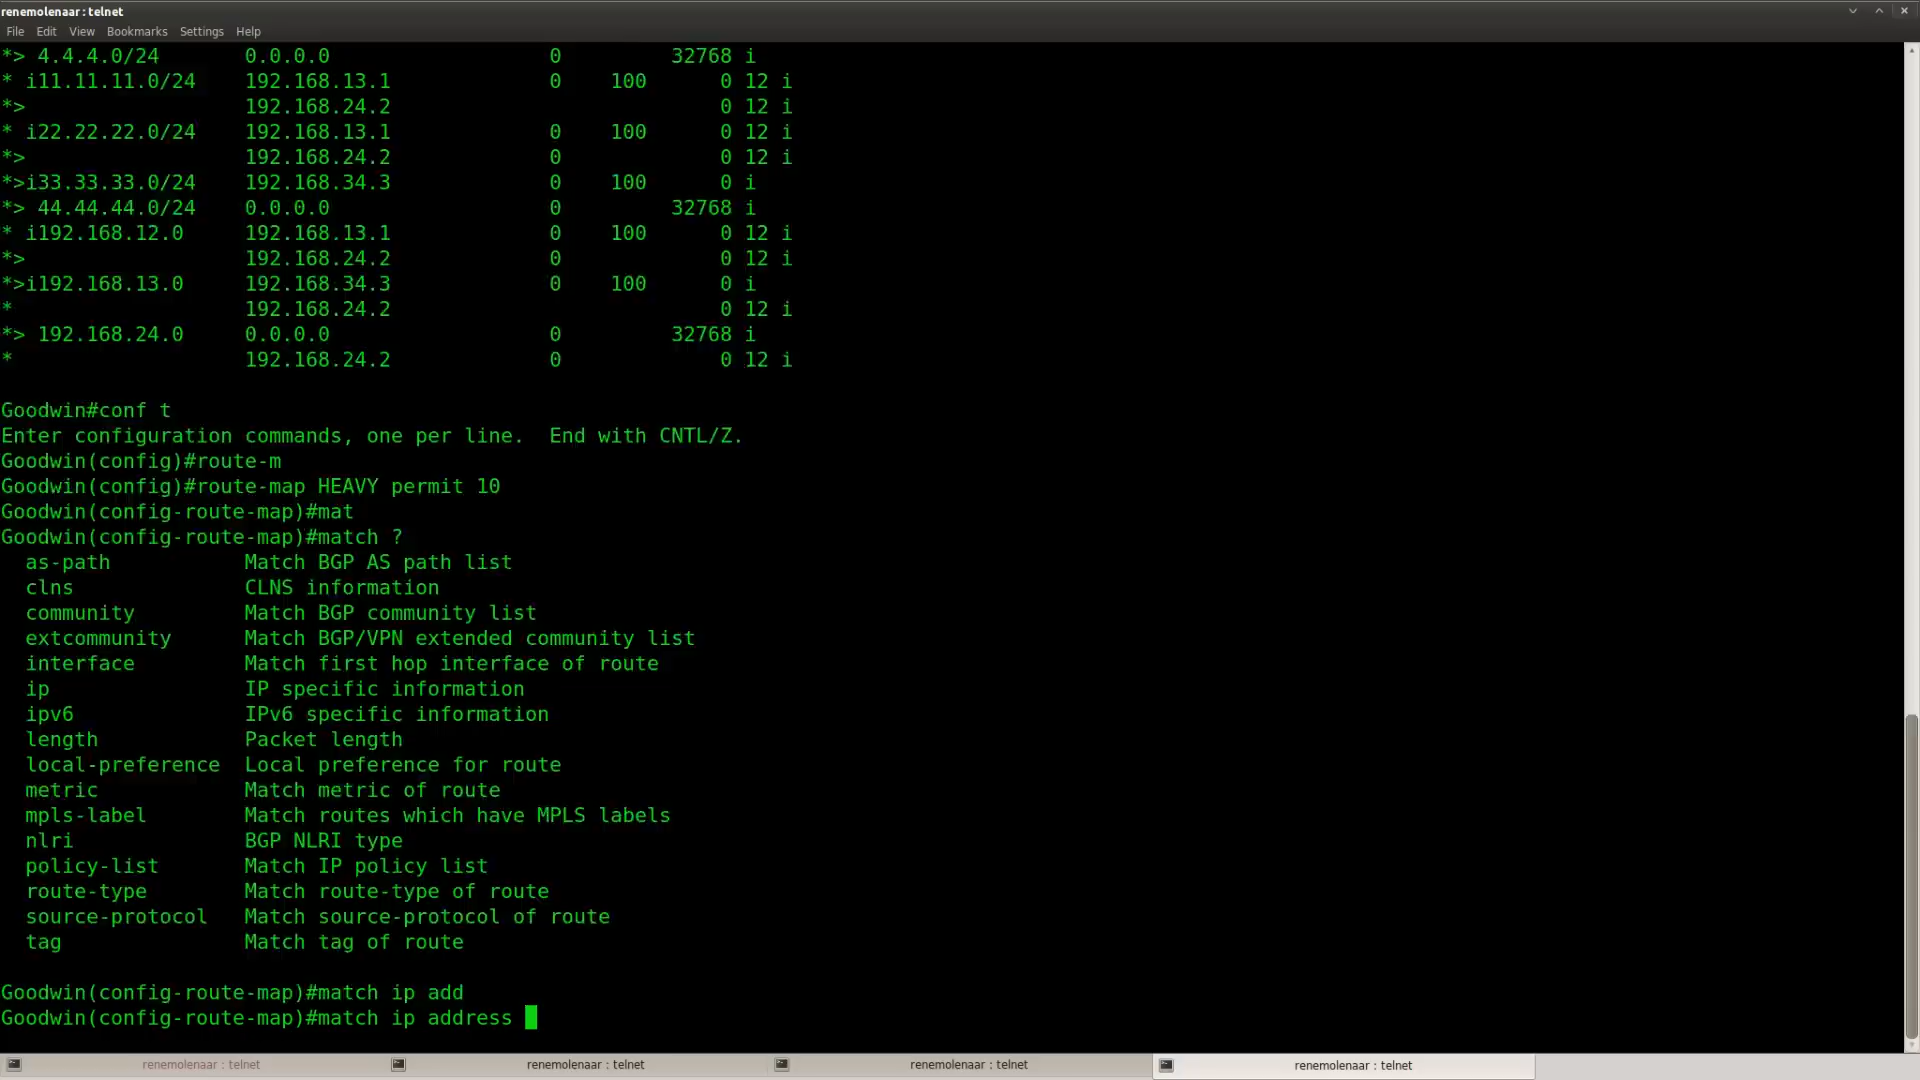 renemolenaar : telnet
File Edit View Bookmarks Settings Help
*> 4.4.4.0/24       0.0.0.0                  0         32768 i
* i11.11.11.0/24    192.168.13.1             0    100      0 12 i
*>                  192.168.24.2                           0 12 i
* i22.22.22.0/24    192.168.13.1             0    100      0 12 i
*>                  192.168.24.2             0             0 12 i
*>i33.33.33.0/24    192.168.34.3             0    100      0 i
*> 44.44.44.0/24    0.0.0.0                  0         32768 i
* i192.168.12.0     192.168.13.1             0    100      0 12 i
*>                  192.168.24.2             0             0 12 i
*>i192.168.13.0     192.168.34.3             0    100      0 i
*                   192.168.24.2                           0 12 i
*> 192.168.24.0     0.0.0.0                  0         32768 i
*                   192.168.24.2             0             0 12 i
Goodwin#conf t
Enter configuration commands, one per line.  End with CNTL/Z.
Goodwin(config)#route-m
Goodwin(config)#route-map HEAVY permit 10
Goodwin(config-route-map)#mat
Goodwin(config-route-map)#match ?
  as-path           Match BGP AS path list
  clns              CLNS information
  community         Match BGP community list
  extcommunity      Match BGP/VPN extended community list
  interface         Match first hop interface of route
  ip                IP specific information
  ipv6              IPv6 specific information
  length            Packet length
  local-preference  Local preference for route
  metric            Match metric of route
  mpls-label        Match routes which have MPLS labels
  nlri              BGP NLRI type
  policy-list       Match IP policy list
  route-type        Match route-type of route
  source-protocol   Match source-protocol of route
  tag               Match tag of route
Goodwin(config-route-map)#match ip add
Goodwin(config-route-map)#match ip address
renemolenaar : telnet renemolenaar : telnet renemolenaar : telnet renemolenaar : telnet